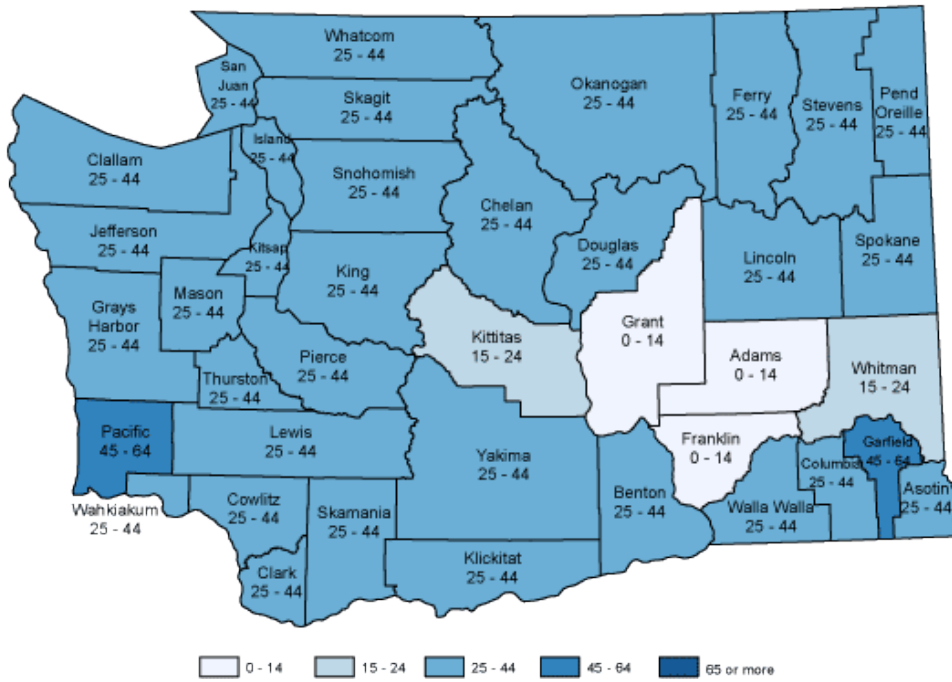 Whatcom
25 - 44
San
Juan
25 - 44
Skagit
25 - 44
Okanogan
25 - 44
Ferry
25 - 44
Stevens
25 - 44
Pend
Oreille
25 - 44
Clallam
25 - 44
Island
25 - 44
Snohomish
25 - 44
Chelan
25 - 44
Jefferson
25 - 44
Kitsap
25 - 44
King
25 - 44
Douglas
25 - 44
Lincoln
25 - 44
Spokane
25 - 44
Grays
Harbor
25 - 44
Mason
25 - 44
Kittitas
15 - 24
Grant
0 - 14
Adams
0 - 14
Whitman
15 - 24
Thurston
25 - 44
Pierce
25 - 44
Pacific
45 - 64
Lewis
25 - 44
Yakima
25 - 44
Franklin
0 - 14
Columbia
25 - 44
Garfield
45 - 64
Asotin
25 - 44
Wahkiakum
25 - 44
Cowlitz
25 - 44
Skamania
25 - 44
Benton
25 - 44
Walla Walla
25 - 44
Clark
25 - 44
Klickitat
25 - 44
0 - 14
15 - 24
25 - 44
45 - 64
65 or more